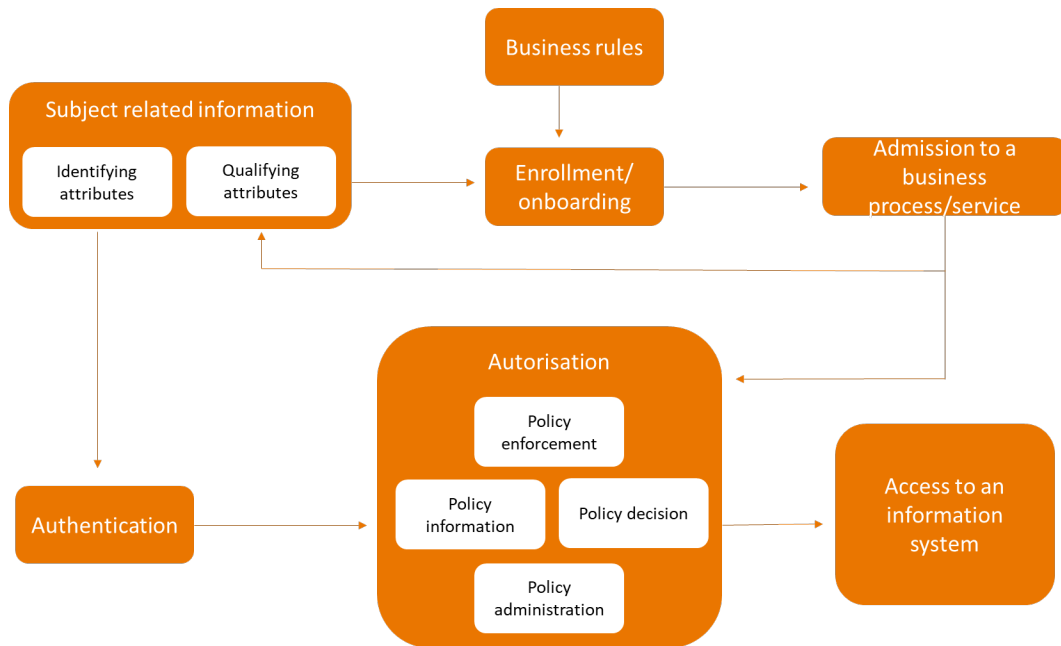 Business rules
Subject related information
Identifying
attributes
Qualifying
attributes
Enrollment/
onboarding
Admission to a
business
process/service
Autorisation
Policy
enforcement
Policy
information
Policy decision
Policy
administration
Authentication
Access to an
information
system